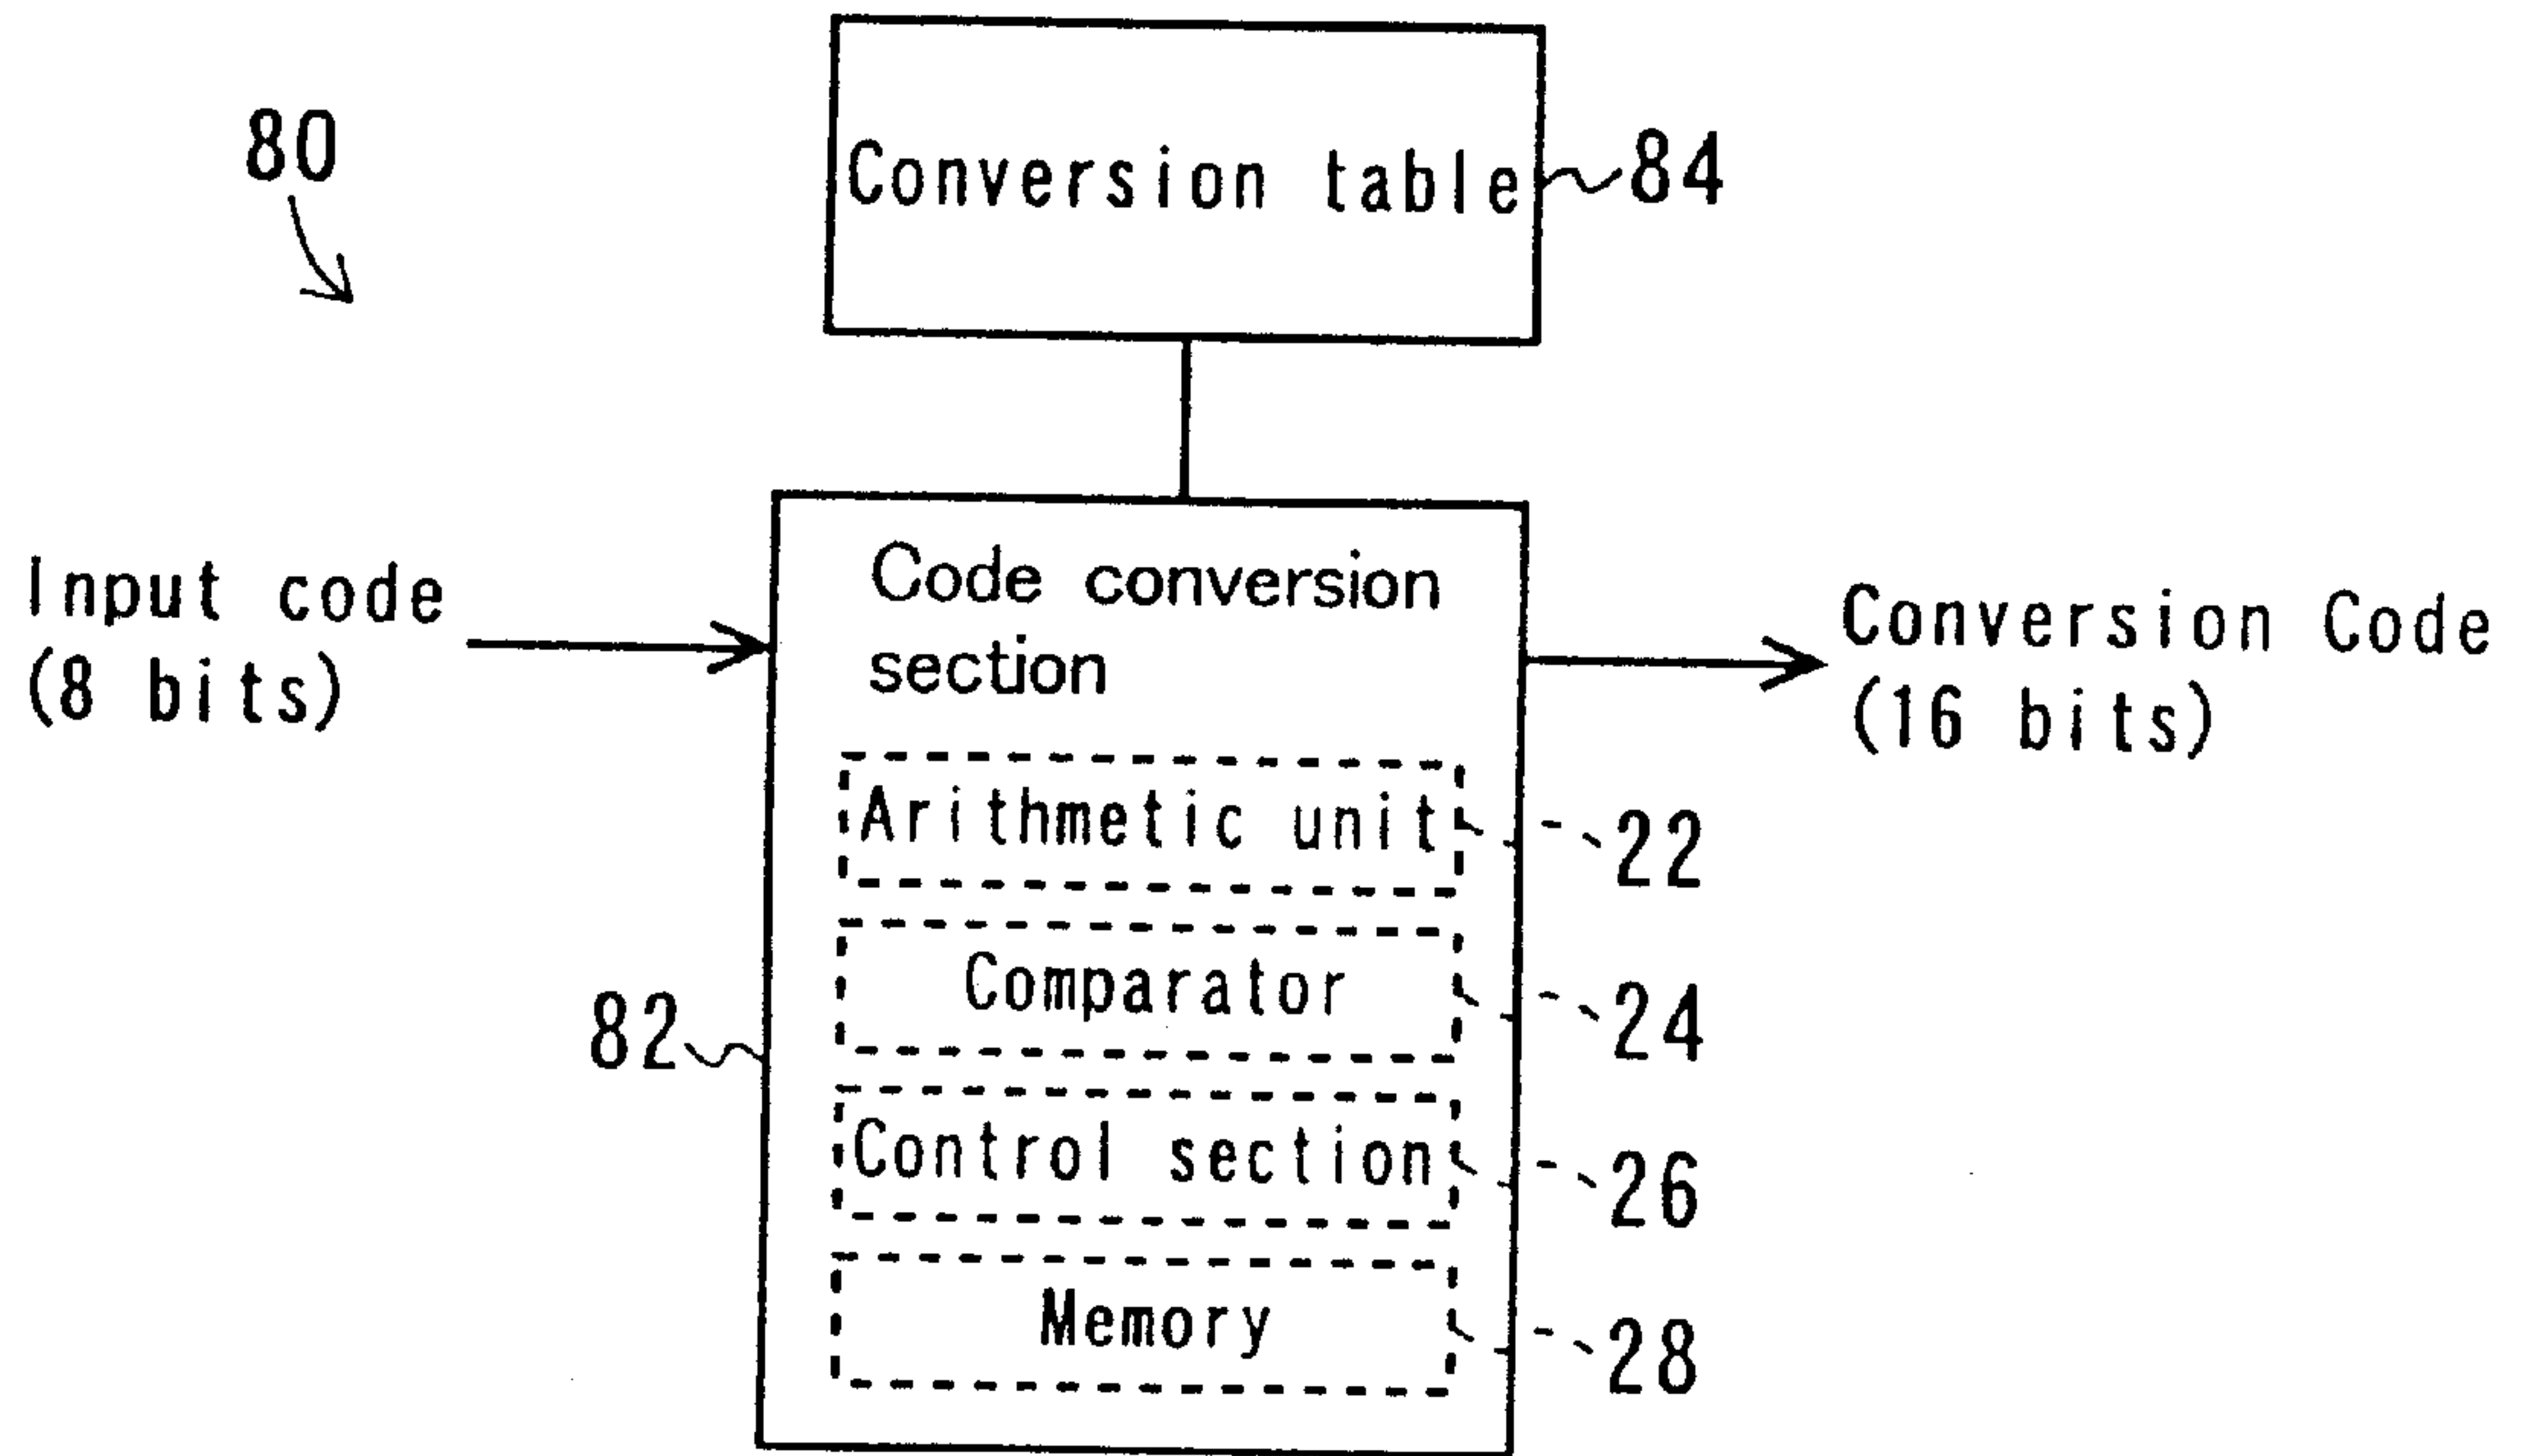 80
Conversion table
84
Input code
(8 bits)
Code conversion
section
Conversion Code
(16 bits)
Arithmetic unit
22
Comparator
24
82
Control section
26
Memory
28